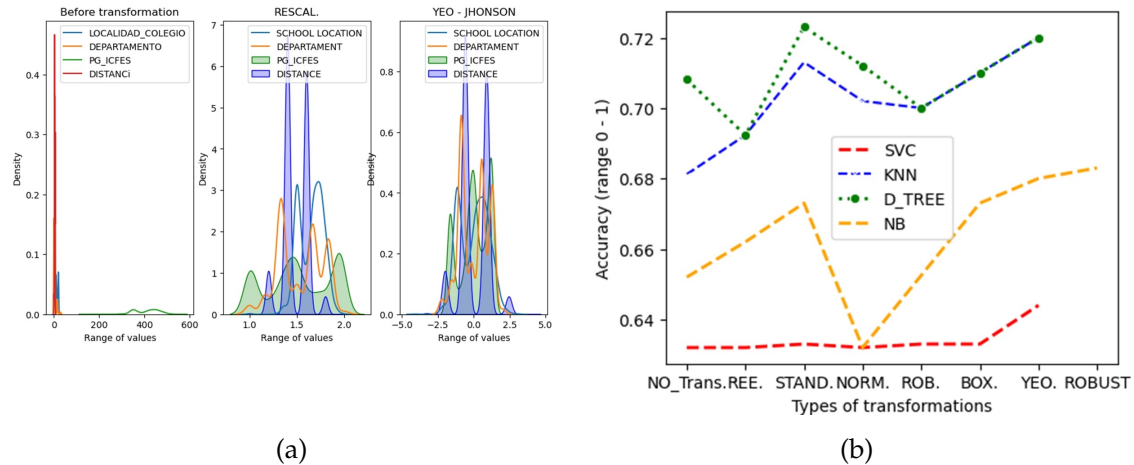 Before transformation
LOCALIDAD_COLEGIO
DEPARTAMENTO
PG_ICFES
DISTANCi
0.4
0.3
0.2
0.1
0.0
Density
0 200 400 600
Range of values
RESCAL.
SCHOOL LOCATION
DEPARTAMENT
PG_ICFES
DISTANCE
7
6
5
4
3
2
1
0
Density
1.0 1.5 2.0
Range of values
YEO - JHONSON
SCHOOL LOCATION
DEPARTAMENT
PG_ICFES
DISTANCE
0.8
0.6
0.4
0.2
0.0
Density
−5.0 −2.5 0.0 2.5 5.0
Range of values
(a)
0.72
0.70
0.68
0.66
0.64
Accuracy (range 0 - 1)
SVC
KNN
D_TREE
NB
NO_Trans. REE. STAND. NORM. ROB. BOX. YEO. ROBUST
Types of transformations
(b)